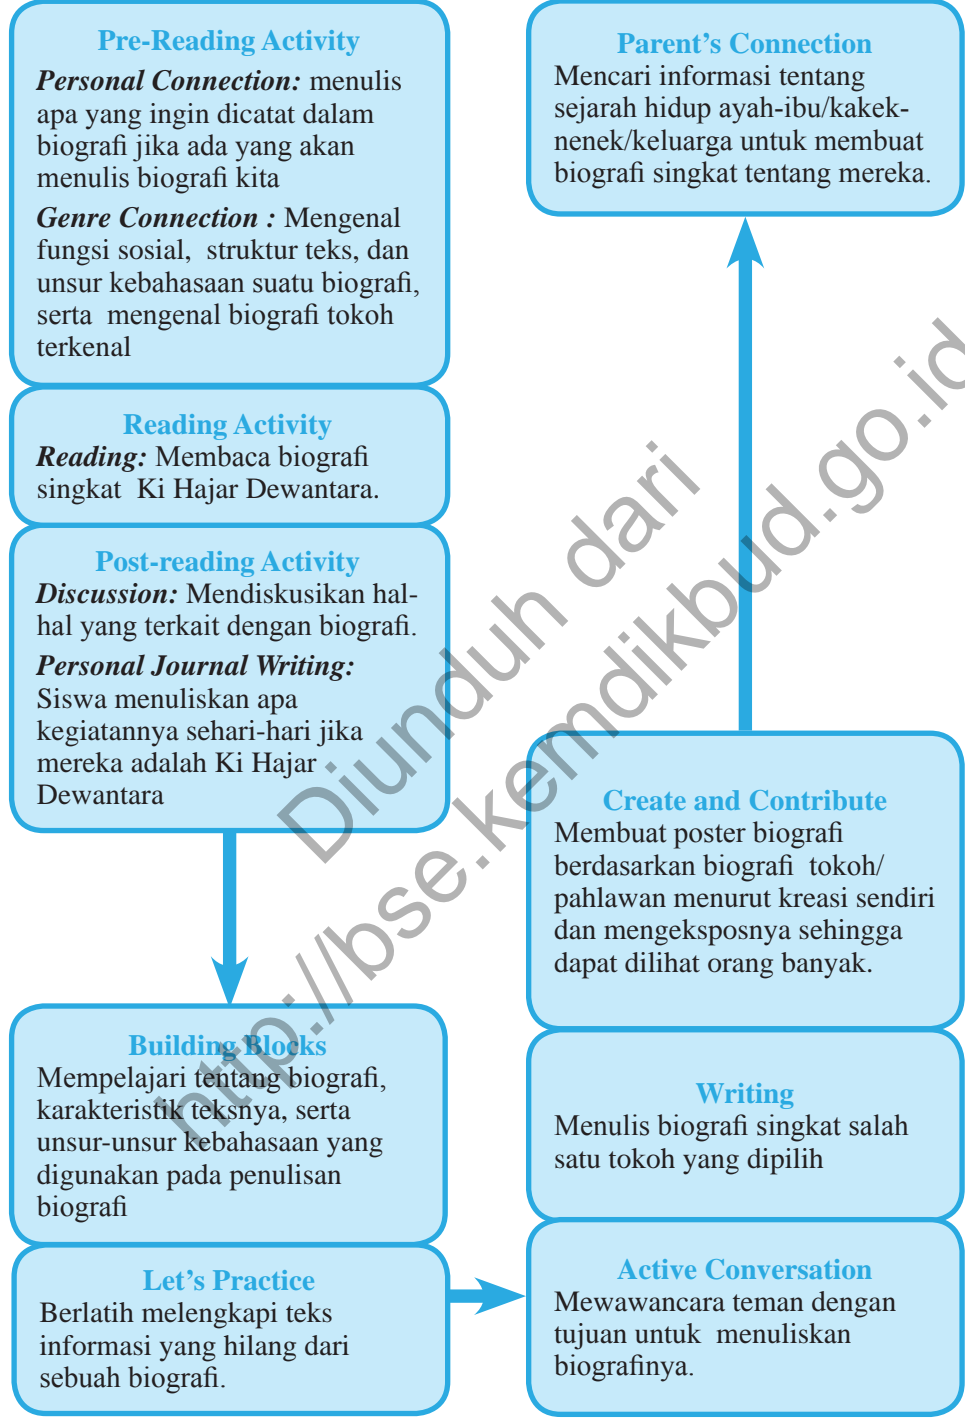 Pre-Reading Activity
Personal Connection: menulis
apa yang ingin dicatat dalam
biografi jika ada yang akan
menulis biografi kita
Genre Connection : Mengenal
fungsi sosial, struktur teks, dan
unsur kebahasaan suatu biografi,
serta mengenal biografi tokoh
terkenal
Reading Activity
Reading: Membaca biografi
singkat Ki Hajar Dewantara.
Post-reading Activity
Discussion: Mendiskusikan hal-
hal yang terkait dengan biografi.
Personal Journal Writing:
Siswa menuliskan apa
kegiatannya sehari-hari jika
mereka adalah Ki Hajar
Dewantara
Building Blocks
Mempelajari tentang biografi,
karakteristik teksnya, serta
unsur-unsur kebahasaan yang
digunakan pada penulisan
biografi
Let's Practice
Berlatih melengkapi teks
informasi yang hilang dari
sebuah biografi.
Active Conversation
Mewawancara teman dengan
tujuan untuk menuliskan
biografinya.
Writing
Menulis biografi singkat salah
satu tokoh yang dipilih
Create and Contribute
Membuat poster biografi
berdasarkan biografi tokoh/
pahlawan menurut kreasi sendiri
dan mengeksposnya sehingga
dapat dilihat orang banyak.
Parent's Connection
Mencari informasi tentang
sejarah hidup ayah-ibu/kakek-
nenek/keluarga untuk membuat
biografi singkat tentang mereka.
Diunduh dari
http://bse.kemdikbud.go.id